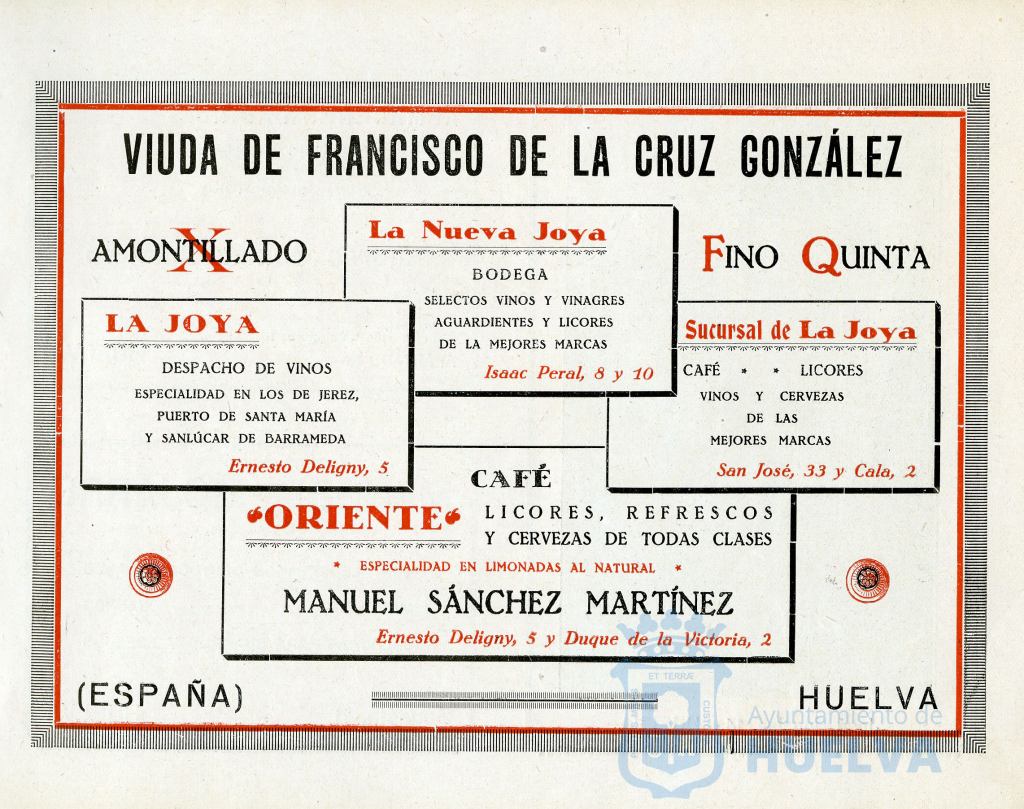 VIUDA DE FRANCISCO DE LA CRUZ GONZÁLEZ
AMONTILLADO
X
La Nueva Joya
BODEGA
SELECTOS VINOS Y VINAGRES
AGUARDIENTES Y LICORES
DE LA MEJORES MARCAS
Isaac Peral, 8 y 10
FINO QUINTA
LA JOYA
DESPACHO DE VINOS
ESPECIALIDAD EN LOS DE JEREZ,
PUERTO DE SANTA MARÍA
Y SANLÚCAR DE BARRAMEDA
Ernesto Deligny, 5
Sucursal de La Joya
CAFÉ * * LICORES
VINOS Y CERVEZAS
DE LAS
MEJORES MARCAS
San José, 33 y Cala, 2
CAFÉ
"ORIENTE"
LICORES, REFRESCOS
Y CERVEZAS DE TODAS CLASES
* ESPECIALIDAD EN LIMONADAS AL NATURAL *
MANUEL SÁNCHEZ MARTÍNEZ
Ernesto Deligny, 5 y Duque de la Victoria, 2
(ESPAÑA)
HUELVA
ET TERRÆ
Ayuntamiento de
HUELVA